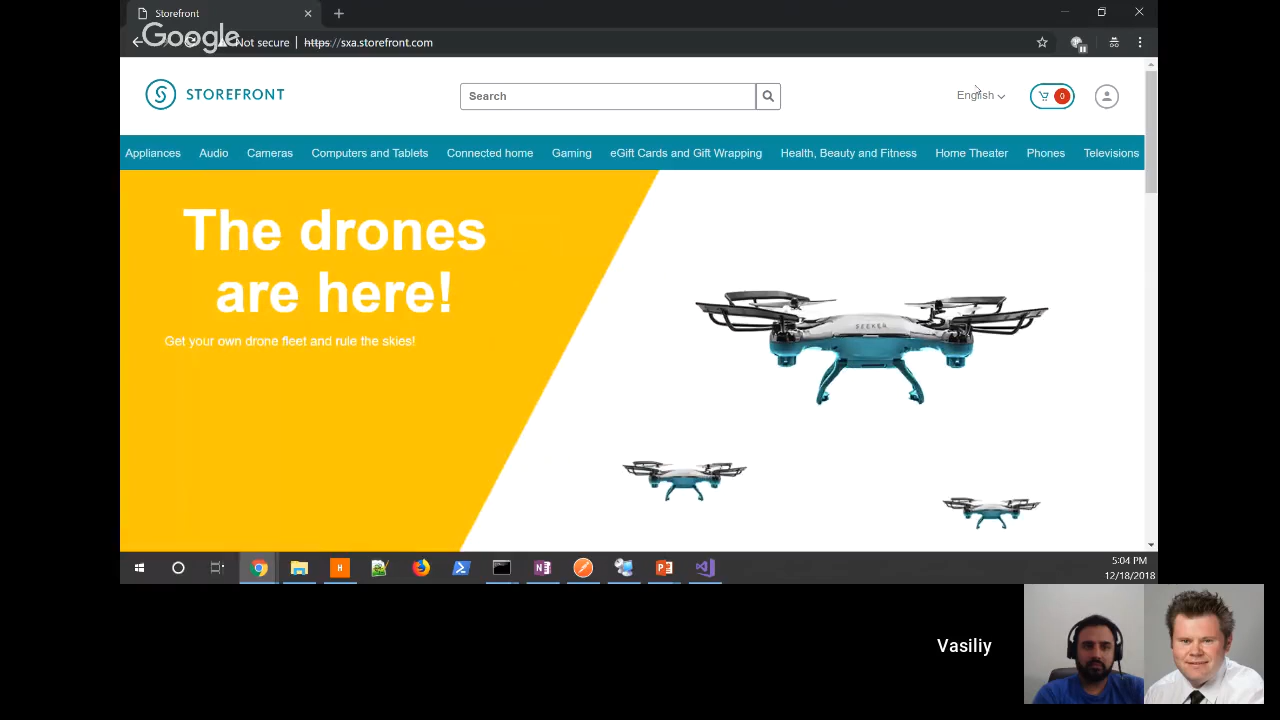 Storefront
Google
Not secure https://sxa.storefront.com
STOREFRONT
Search
English
0
Appliances Audio Cameras Computers and Tablets Connected home Gaming eGift Cards and Gift Wrapping Health, Beauty and Fitness Home Theater Phones Televisions
The drones
are here!
Get your own drone fleet and rule the skies!
SEEKER
H
5:04 PM
12/18/2018
Vasiliy